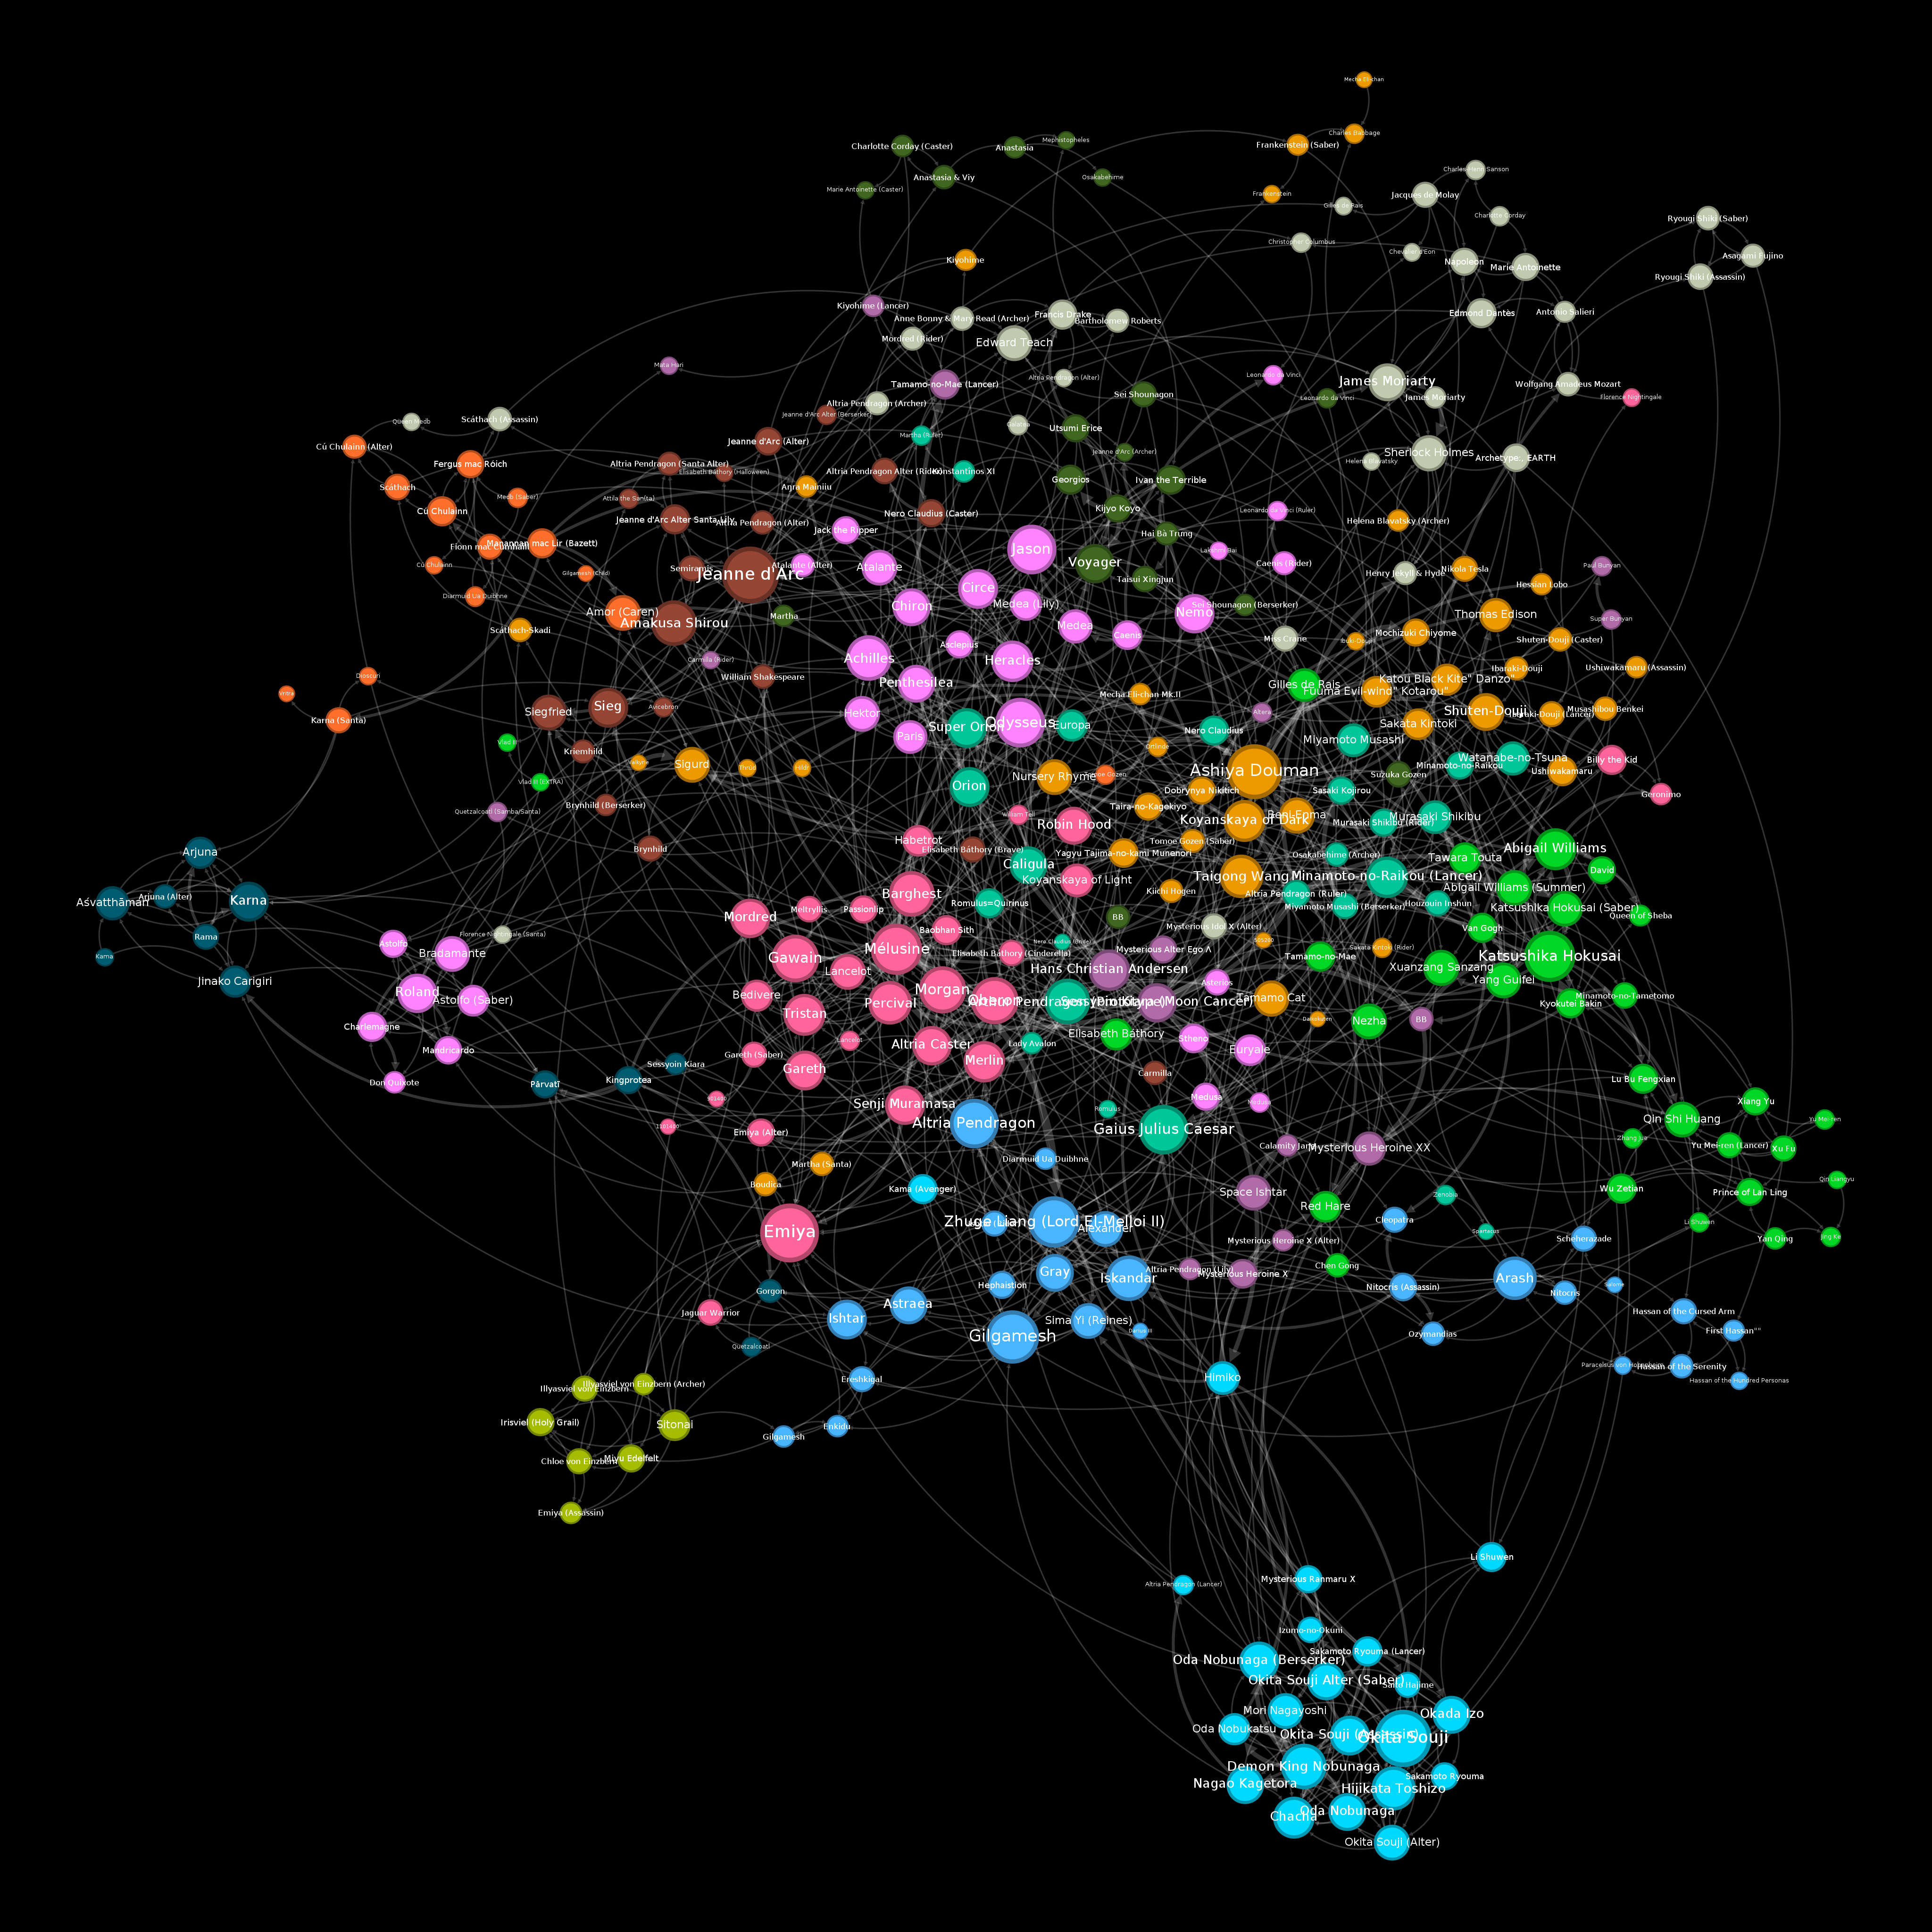 Mecha Eli-chan
Charles Babbage
Frankenstein (Saber)
Mephistopheles
Charlotte Corday (Caster)
Anastasia
Charles-Henri Sanson
Anastasia & Viy
Osakabehime
Marie Antoinette (Caster)
Frankenstein
Jacques de Molay
Gilles de Rais
Charlotte Corday
Ryougi Shiki (Saber)
Christopher Columbus
Chevalier d'Eon
Asagami Fujino
Kiyohime
Napoleon
Marie Antoinette
Ryougi Shiki (Assassin)
Kiyohime (Lancer)
Anne Bonny & Mary Read (Archer)
Francis Drake
Bartholomew Roberts
Edmond Dantès
Antonio Salieri
Mordred (Rider)
Edward Teach
Mata Hari
Tamamo-no-Mae (Lancer)
Altria Pendragon (Alter)
Leonardo da Vinci
James Moriarty
Wolfgang Amadeus Mozart
Sei Shounagon
Leonardo da Vinci
James Moriarty
Florence Nightingale
Altria Pendragon (Archer)
Jeanne d'Arc Alter (Berserker)
Queen Medb
Scáthach (Assassin)
Galatea
Utsumi Erice
Martha (Ruler)
Cú Chulainn (Alter)
Jeanne d'Arc (Alter)
Jeanne d'Arc (Archer)
Sherlock Holmes
Helena Blavatsky
Archetype:. EARTH
Fergus mac Róich
Altria Pendragon (Santa Alter)
Elisabeth Báthory (Halloween)
Altria Pendragon Alter (Rider)
Konstantinos XI
Georgios
Ivan the Terrible
Scáthach
Anra Mainiiu
Medb (Saber)
Attila the San(ta)
Cú Chulainn
Jeanne d'Arc Alter Santa Lily
Altria Pendragon (Alter)
Nero Claudius (Caster)
Kijyo Koyo
Leonardo da Vinci (Ruler)
Helena Blavatsky (Archer)
Jack the Ripper
Hai Bà Trưng
Manannan mac Lir (Bazett)
Fionn mac Cumhaill
Jason
Lakshmi Bai
Cú Chulainn
Gilgamesh (Child)
Semiramis
Jeanne d'Arc
Atalante (Alter)
Atalante
Voyager
Caenis (Rider)
Henry Jekyll & Hyde
Nikola Tesla
Paul Bunyan
Taisui Xingjun
Hessian Lobo
Diarmuid Ua Duibhne
Circe
Chiron
Medea (Lily)
Sei Shounagon (Berserker)
Amor (Caren)
Amakusa Shirou
Martha
Nemo
Thomas Edison
Super Bunyan
Scáthach-Skadi
Medea
Caenis
Miss Crane
Ibuki-Douji
Mochizuki Chiyome
Shuten-Douji (Caster)
Asclepius
Achilles
Heracles
Carmilla (Rider)
William Shakespeare
Penthesilea
Ibaraki-Douji
Ushiwakamaru (Assassin)
Dioscuri
Vritra
Gilles de Rais
Katou Black Kite" Danzo"
Fuuma Evil-wind" Kotarou"
Mecha Eli-chan Mk.II
Karna (Santa)
Siegfried
Sieg
Avicebron
Hektor
Altera
Shuten-Douji
Ibaraki-Douji (Lancer)
Musashibou Benkei
Super Orion
Odysseus
Europa
Nero Claudius
Sakata Kintoki
Paris
Miyamoto Musashi
Vlad III
Kriemhild
Ortlinde
Watanabe-no-Tsuna
Billy the Kid
Valkyrie
Sigurd
Thrúd
Hildr
Minamoto-no-Raikou
Ushiwakamaru
Vlad III (EXTRA)
Nursery Rhyme
Ashiya Douman
Suzuka Gozen
Orion
Dobrynya Nikitich
Sasaki Kojirou
Geronimo
Quetzalcoatl (Samba/Santa)
Brynhild (Berserker)
Taira-no-Kagekiyo
William Tell
Robin Hood
Koyanskaya of Dark
Beni-Enma
Murasaki Shikibu (Rider)
Murasaki Shikibu
Habetrot
Tomoe Gozen (Saber)
Arjuna
Brynhild
Elisabeth Báthory (Brave)
Yagyu Tajima-no-kami Munenori
Osakabehime (Archer)
Tawara Touta
Abigail Williams
Caligula
Koyanskaya of Light
Taigong Wang
Minamoto-no-Raikou (Lancer)
David
Barghest
Kiichi Hogen
Altria Pendragon (Ruler)
Abigail Williams (Summer)
Arjuna (Alter)
Aśvatthāman
Karna
Romulus=Quirinus
Miyamoto Musashi (Berserker)
Houzouin Inshun
Katsushika Hokusai (Saber)
Meltryllis
Passionlip
Mordred
BB
Queen of Sheba
Mysterious Idol X (Alter)
Van Gogh
Rama
Florence Nightingale (Santa)
Baobhan Sith
Astolfo
Mélusine
Sakata Kintoki (Rider)
Bradamante
Elisabeth Báthory (Cinderella)
Mysterious Alter Ego Λ
Tamamo-no-Mae
Katsushika Hokusai
Kama
Gawain
Lancelot
Hans Christian Andersen
Xuanzang Sanzang
Jinako Carigiri
Asterios
Yang Guifei
Roland
Bedivere
Morgan
Astolfo (Saber)
Percival
Oberon
Tamamo Cat
Kyokutei Bakin
Minamoto-no-Tametomo
Tristan
Charlemagne
Nezha
BB
Elisabeth Báthory
Lancelot
Altria Caster
Lady Avalon
Stheno
Mandricardo
Gareth (Saber)
Merlin
Euryale
Sessyoin Kiara
Gareth
Carmilla
Don Quixote
Pārvatī
Kingprotea
Lu Bu Fengxian
Medusa
Medusa
Senji Muramasa
Xiang Yu
Romulus
Altria Pendragon
Qin Shi Huang
Yu Mei-ren
Gaius Julius Caesar
Emiya (Alter)
Zhang Jue
Yu Mei-ren (Lancer)
Xu Fu
Calamity Jane
Mysterious Heroine XX
Diarmuid Ua Duibhne
Martha (Santa)
Boudica
Kama (Avenger)
Space Ishtar
Wu Zetian
Prince of Lan Ling
Qin Liangyu
Zenobia
Red Hare
Emiya
Zhuge Liang (Lord El-Melloi II)
Alexander
Cleopatra
Li Shuwen
Spartacus
Scheherazade
Yan Qing
Jing Ke
Mysterious Heroine X (Alter)
Altria Pendragon (Lily)
Mysterious Heroine X
Chen Gong
Gray
Iskandar
Arash
Gorgon
Hephaistion
Nitocris (Assassin)
Nitocris
Salome
Jaguar Warrior
Ishtar
Astraea
Hassan of the Cursed Arm
Sima Yi (Reines)
Darius III
Ozymandias
First Hassan""
Gilgamesh
Quetzalcoatl
Paracelsus von Hohenheim
Hassan of the Serenity
Ereshkigal
Himiko
Hassan of the Hundred Personas
Illyasviel von Einzbern
Illyasviel von Einzbern (Archer)
Irisviel (Holy Grail)
Sitonai
Enkidu
Gilgamesh
Chloe von Einzbern
Miyu Edelfelt
Emiya (Assassin)
Li Shuwen
Altria Pendragon (Lancer)
Mysterious Ranmaru X
Izumo-no-Okuni
Sakamoto Ryouma (Lancer)
Oda Nobunaga (Berserker)
Okita Souji Alter (Saber)
Saito Hajime
Mori Nagayoshi
Okada Izo
Oda Nobukatsu
Okita Souji (Assassin)
Okita Souji
Demon King Nobunaga
Sakamoto Ryouma
Nagao Kagetora
Hijikata Toshizo
Chacha
Oda Nobunaga
Okita Souji (Alter)